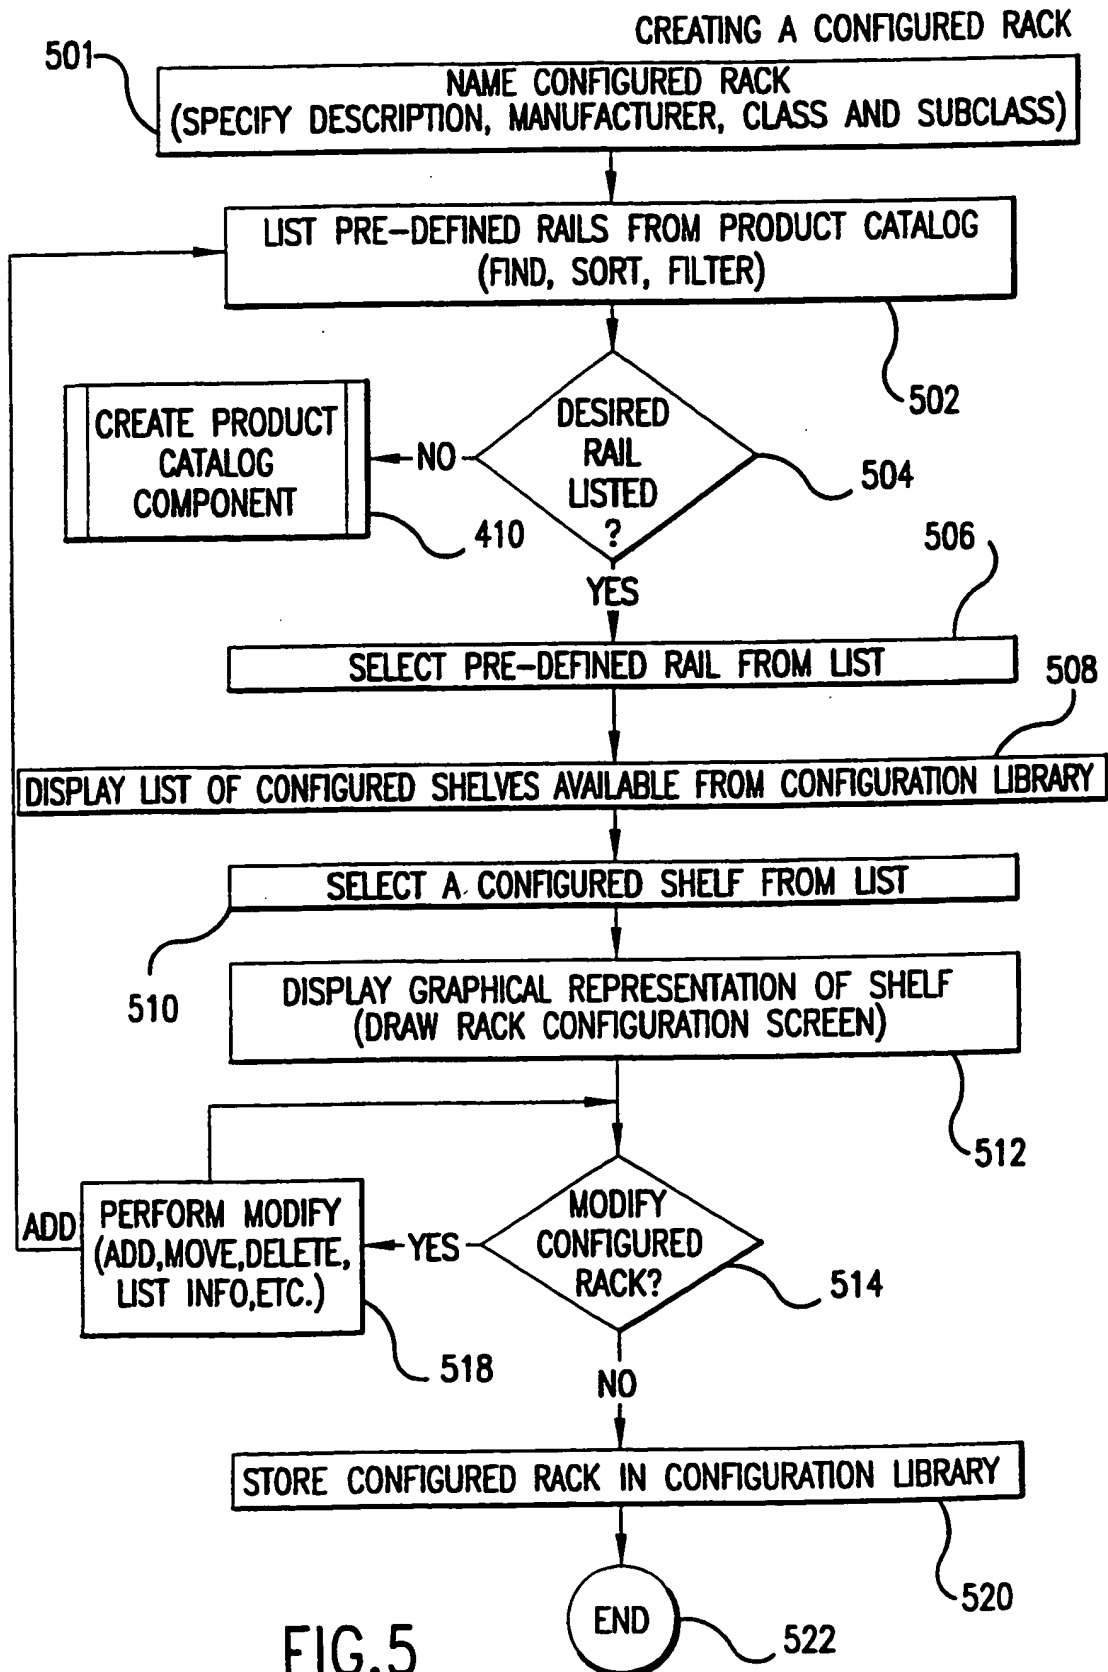 CREATING A CONFIGURED RACK
501
NAME CONFIGURED RACK
(SPECIFY DESCRIPTION, MANUFACTURER, CLASS AND SUBCLASS)
LIST PRE-DEFINED RAILS FROM PRODUCT CATALOG
(FIND, SORT, FILTER)
502
DESIRED
RAIL
LISTED
?
504
NO
CREATE PRODUCT
CATALOG
COMPONENT
410
YES
506
SELECT PRE-DEFINED RAIL FROM LIST
508
DISPLAY LIST OF CONFIGURED SHELVES AVAILABLE FROM CONFIGURATION LIBRARY
SELECT A CONFIGURED SHELF FROM LIST
510
DISPLAY GRAPHICAL REPRESENTATION OF SHELF
(DRAW RACK CONFIGURATION SCREEN)
512
MODIFY
CONFIGURED
RACK?
514
YES
ADD
PERFORM MODIFY
(ADD,MOVE,DELETE,
LIST INFO,ETC.)
518
NO
STORE CONFIGURED RACK IN CONFIGURATION LIBRARY
520
END
522
FIG.5